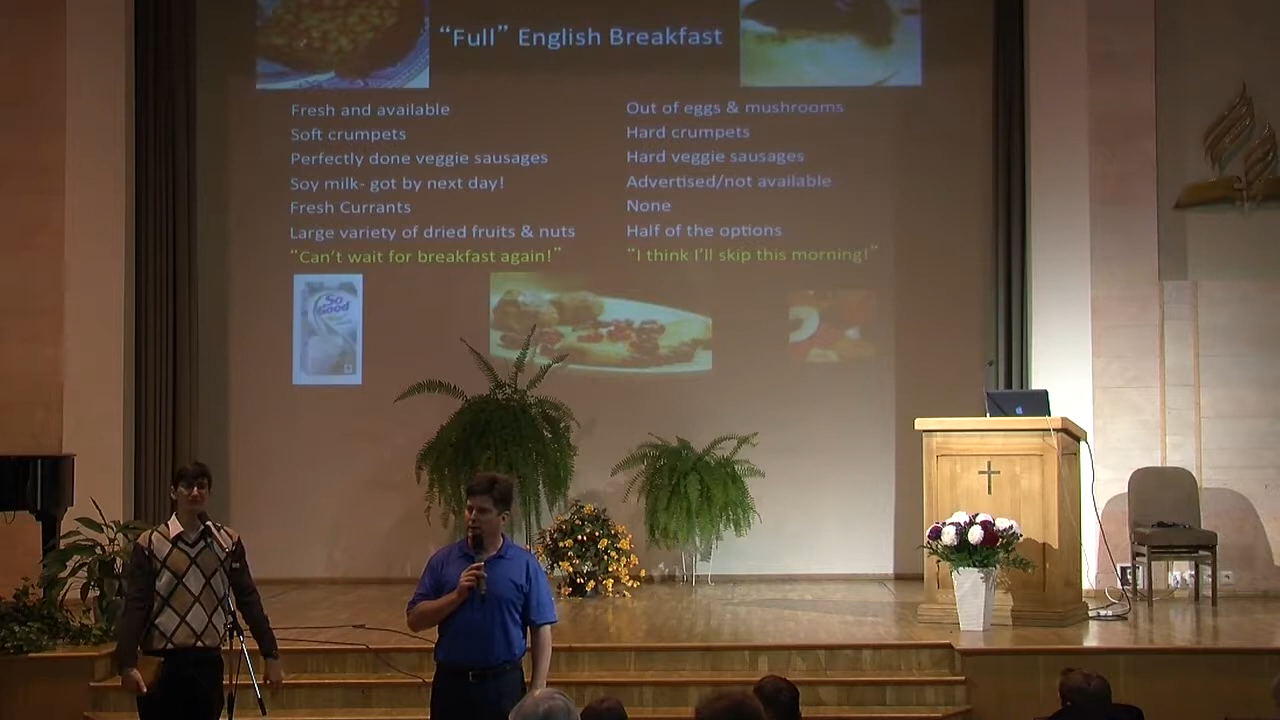 “Full” English Breakfast
Fresh and available
Soft crumpets
Perfectly done veggie sausages
Soy milk- got by next day!
Fresh Currants
Large variety of dried fruits & nuts
“Can’t wait for breakfast again!”
Out of eggs & mushrooms
Hard crumpets
Hard veggie sausages
Advertised/not available
None
Half of the options
“I think I’ll skip this morning!”
So
Good